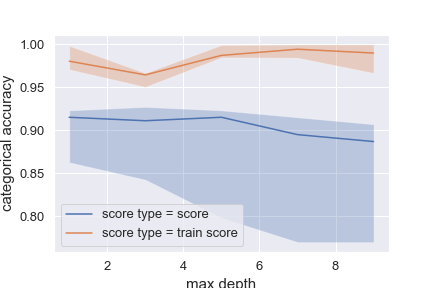 1.00
0.95
0.90
0.85
0.80
categorical accuracy
score type = score
score type = train score
2 4 6 8
max depth